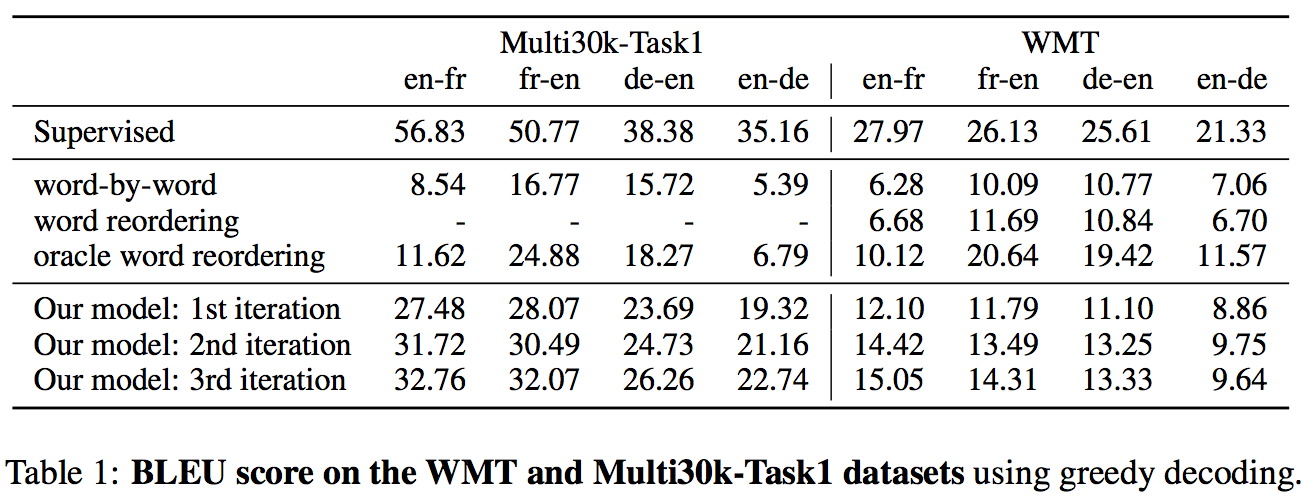 Multi30k-Task1 WMT
en-fr fr-en de-en en-de en-fr fr-en de-en en-de
Supervised 56.83 50.77 38.38 35.16 27.97 26.13 25.61 21.33
word-by-word 8.54 16.77 15.72 5.39 6.28 10.09 10.77 7.06
word reordering - - - - 6.68 11.69 10.84 6.70
oracle word reordering 11.62 24.88 18.27 6.79 10.12 20.64 19.42 11.57
Our model: 1st iteration 27.48 28.07 23.69 19.32 12.10 11.79 11.10 8.86
Our model: 2nd iteration 31.72 30.49 24.73 21.16 14.42 13.49 13.25 9.75
Our model: 3rd iteration 32.76 32.07 26.26 22.74 15.05 14.31 13.33 9.64
Table 1: BLEU score on the WMT and Multi30k-Task1 datasets using greedy decoding.